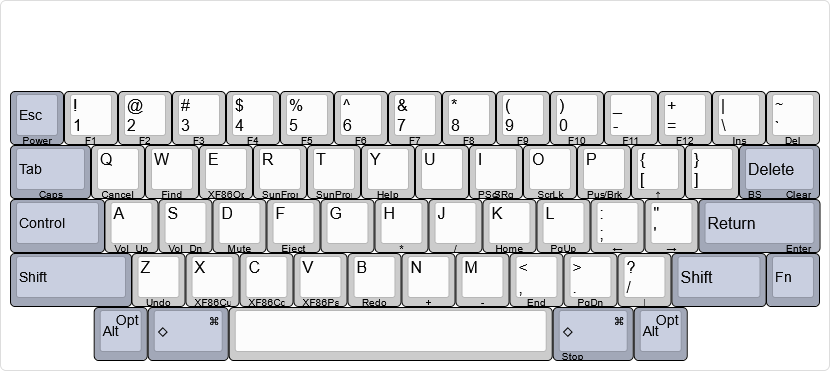 Esc ! @ # $ % ^ & * ( ) _ + | ~
1 2 3 4 5 6 7 8 9 0 - = \ `
Power F1 F2 F3 F4 F5 F6 F7 F8 F9 F10 F11 F12 Ins Del
Tab Q W E R T Y U I O P { } Delete
[ ]
Caps Cancel Find XF86Op SunFron SunProp Help PScSRq ScrLk Pus/Brk ↑ BS Clear
Control A S D F G H J K L : " Return
; '
Vol_Up Vol_Dn Mute Eject * / Home PgUp ← → Enter
Shift Z X C V B N M < > ? Shift Fn
, . /
Undo XF86Cu XF86Co XF86Pa Redo + - End PgDn ↓
Opt ⌘ ⌘ Opt
Alt ◇ ◇ Alt
Stop